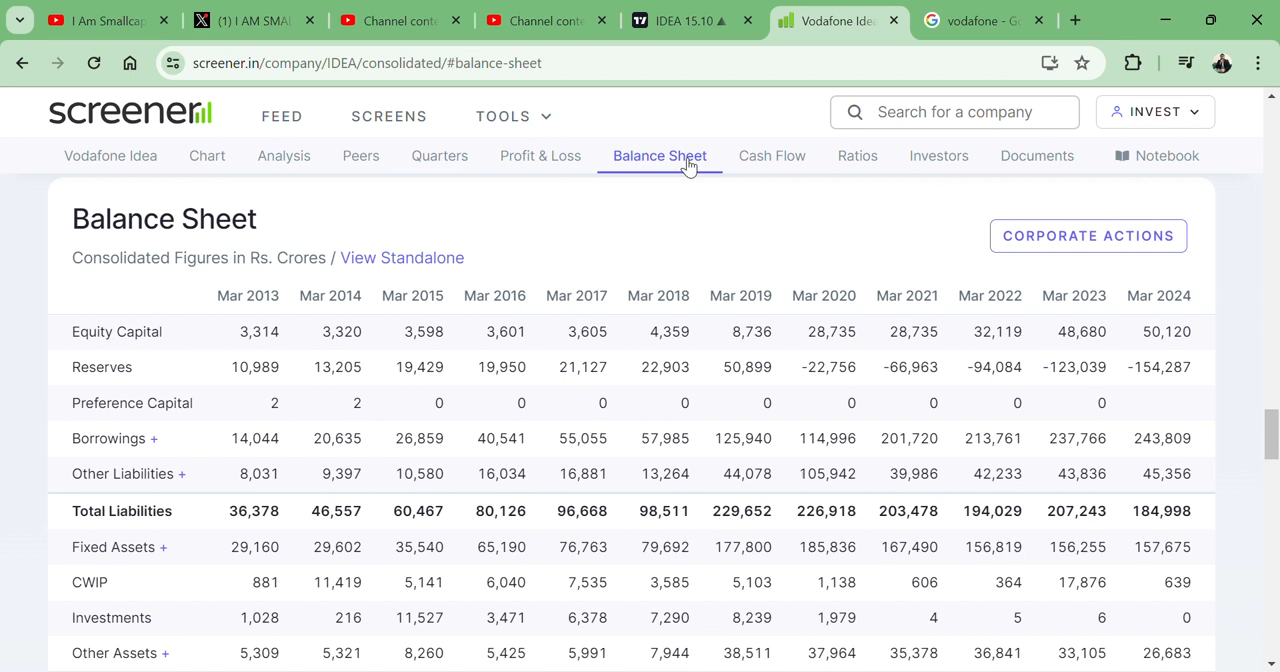 I Am Smallcap
(1) I AM SMAL
Channel conte
Channel conte
IDEA 15.10
Vodafone Idea
vodafone - Go
screener.in/company/IDEA/consolidated/#balance-sheet
screener
FEED
SCREENS
TOOLS
Search for a company
INVEST
Vodafone Idea
Chart
Analysis
Peers
Quarters
Profit & Loss
Balance Sheet
Cash Flow
Ratios
Investors
Documents
Notebook
Balance Sheet
CORPORATE ACTIONS
Consolidated Figures in Rs. Crores / View Standalone
Mar 2013 Mar 2014 Mar 2015 Mar 2016 Mar 2017 Mar 2018 Mar 2019 Mar 2020 Mar 2021 Mar 2022 Mar 2023 Mar 2024
Equity Capital 3,314 3,320 3,598 3,601 3,605 4,359 8,736 28,735 28,735 32,119 48,680 50,120
Reserves 10,989 13,205 19,429 19,950 21,127 22,903 50,899 -22,756 -66,963 -94,084 -123,039 -154,287
Preference Capital 2 2 0 0 0 0 0 0 0 0 0
Borrowings + 14,044 20,635 26,859 40,541 55,055 57,985 125,940 114,996 201,720 213,761 237,766 243,809
Other Liabilities + 8,031 9,397 10,580 16,034 16,881 13,264 44,078 105,942 39,986 42,233 43,836 45,356
Total Liabilities 36,378 46,557 60,467 80,126 96,668 98,511 229,652 226,918 203,478 194,029 207,243 184,998
Fixed Assets + 29,160 29,602 35,540 65,190 76,763 79,692 177,800 185,836 167,490 156,819 156,255 157,675
CWIP 881 11,419 5,141 6,040 7,535 3,585 5,103 1,138 606 364 17,876 639
Investments 1,028 216 11,527 3,471 6,378 7,290 8,239 1,979 4 5 6 0
Other Assets + 5,309 5,321 8,260 5,425 5,991 7,944 38,511 37,964 35,378 36,841 33,105 26,683